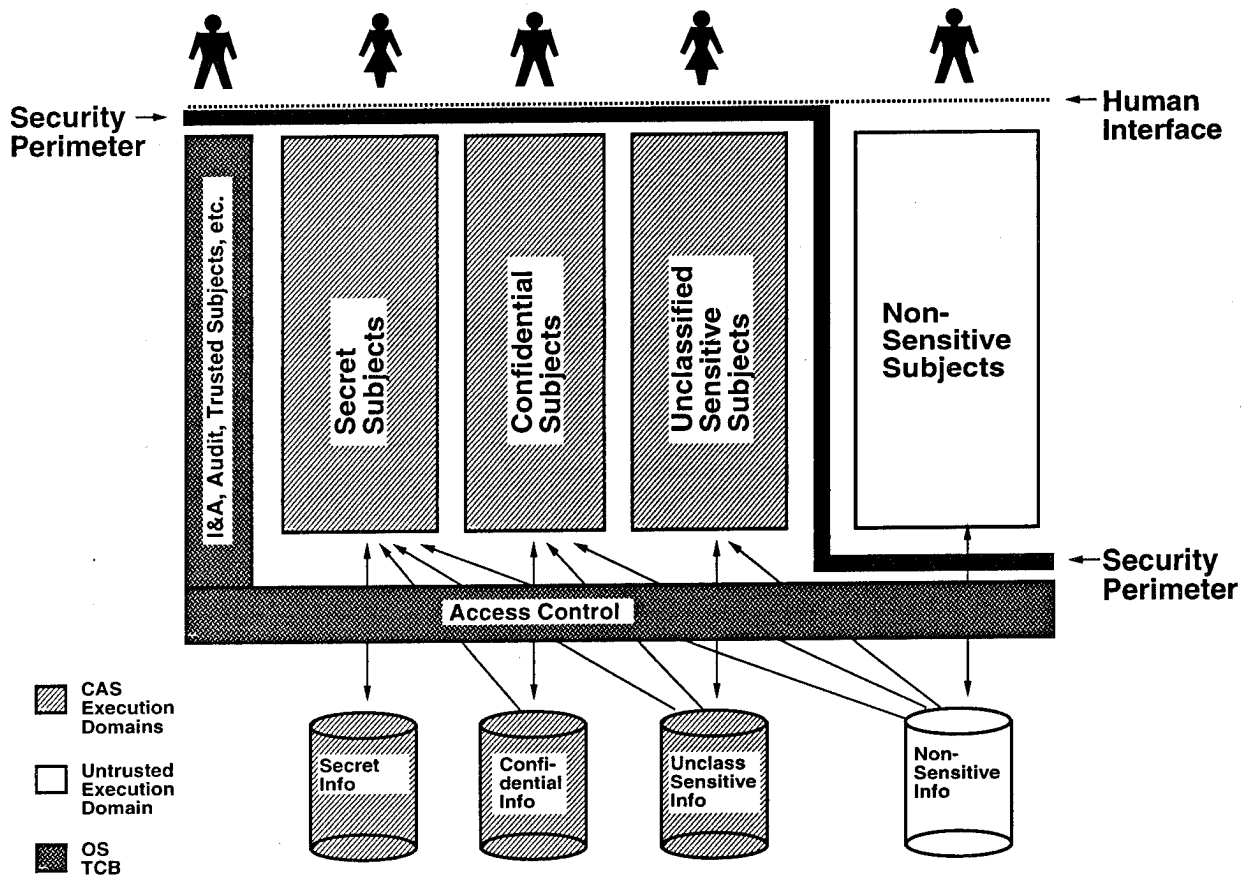 Security
Perimeter
Human
Interface
I&A, Audit, Trusted Subjects, etc.
Secret
Subjects
Confidential
Subjects
Unclassified
Sensitive
Subjects
Non-
Sensitive
Subjects
Security
Perimeter
Access Control
CAS
Execution
Domains
Untrusted
Execution
Domain
OS
TCB
Secret
Info
Confi-
dential
Info
Unclass
Sensitive
Info
Non-
Sensitive
Info